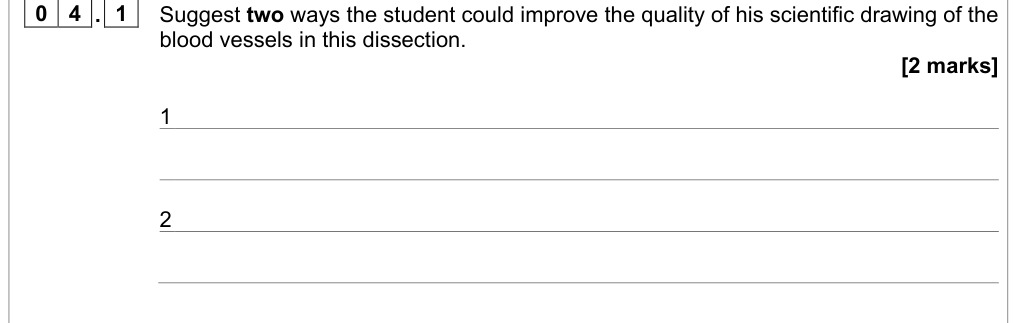 0 4 . 1 Suggest two ways the student could improve the quality of his scientific drawing of the
blood vessels in this dissection.
[2 marks]
1
2